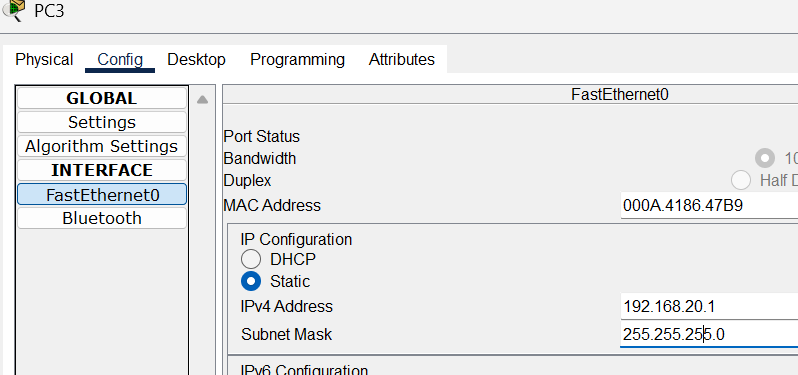 PC3
Physical Config Desktop Programming Attributes
GLOBAL
Settings
Algorithm Settings
INTERFACE
FastEthernet0
Bluetooth
FastEthernet0
Port Status
Bandwidth 10
Duplex Half D
MAC Address 000A.4186.47B9
IP Configuration
DHCP
Static
IPv4 Address 192.168.20.1
Subnet Mask 255.255.255.0
IPv6 Configuration